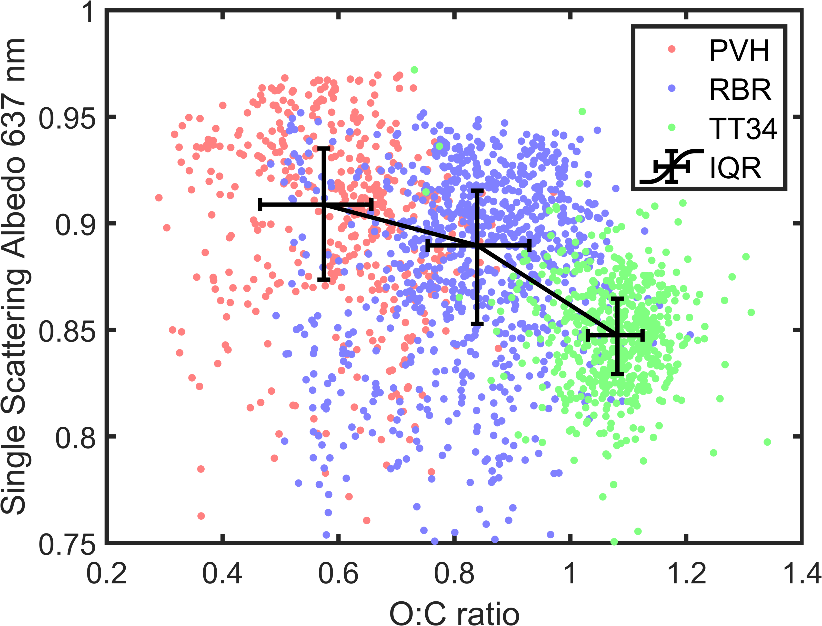 Single Scattering Albedo 637 nm
1
0.95
0.9
0.85
0.8
0.75
0.2 0.4 0.6 0.8 1 1.2 1.4
O:C ratio
PVH
RBR
TT34
IQR